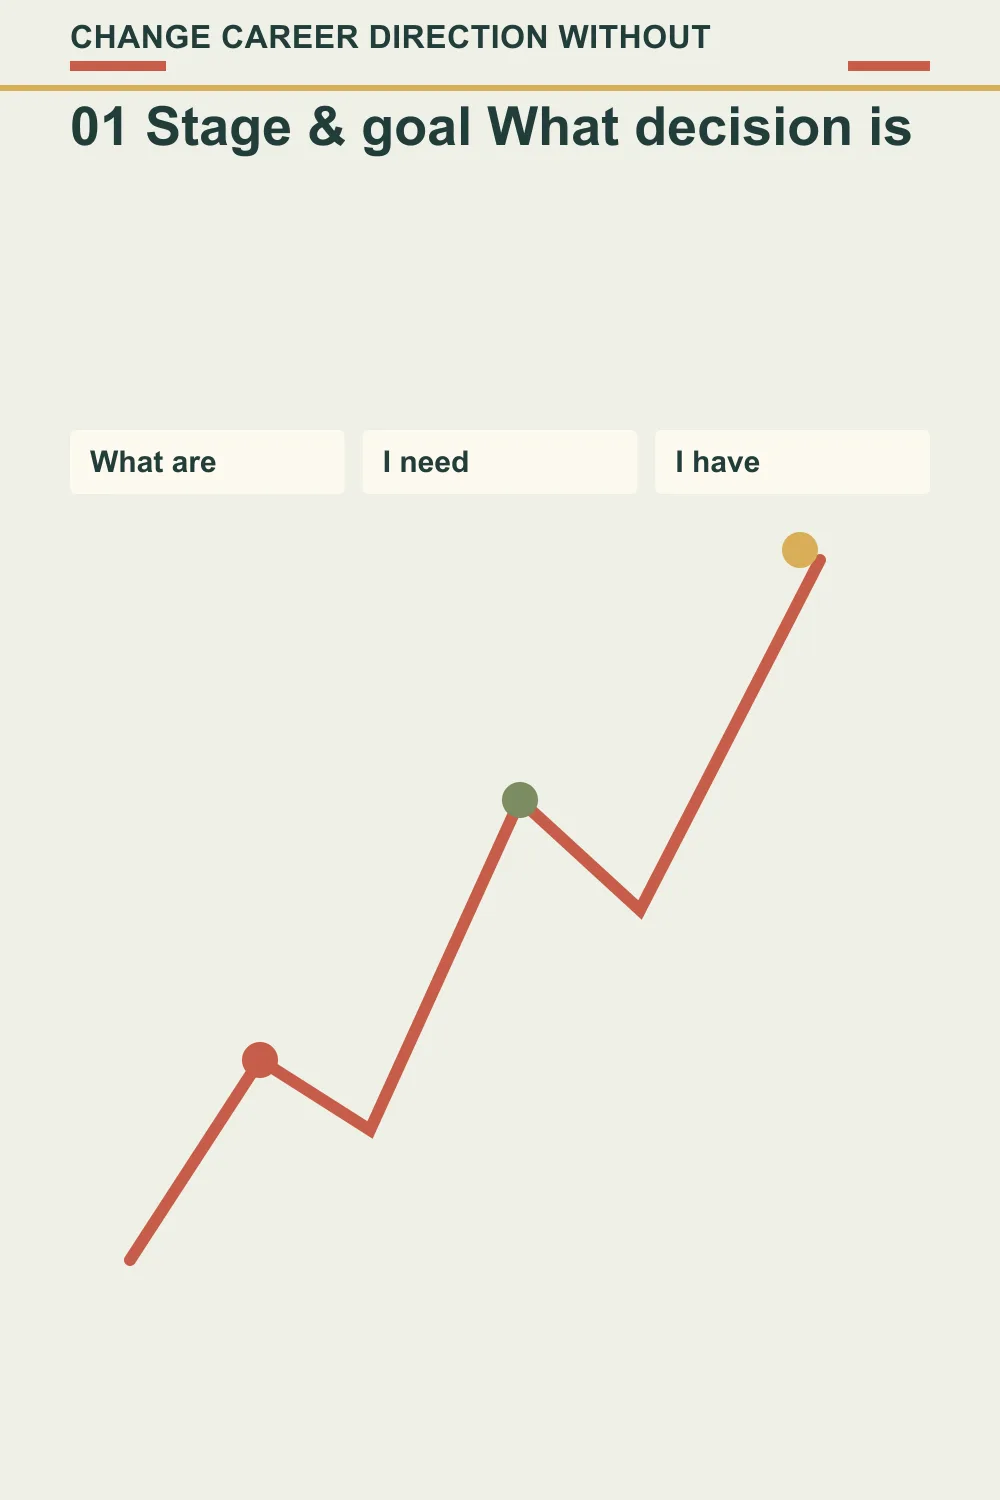 CHANGE CAREER DIRECTION WITHOUT
01 Stage & goal What decision is
What are
I need
I have